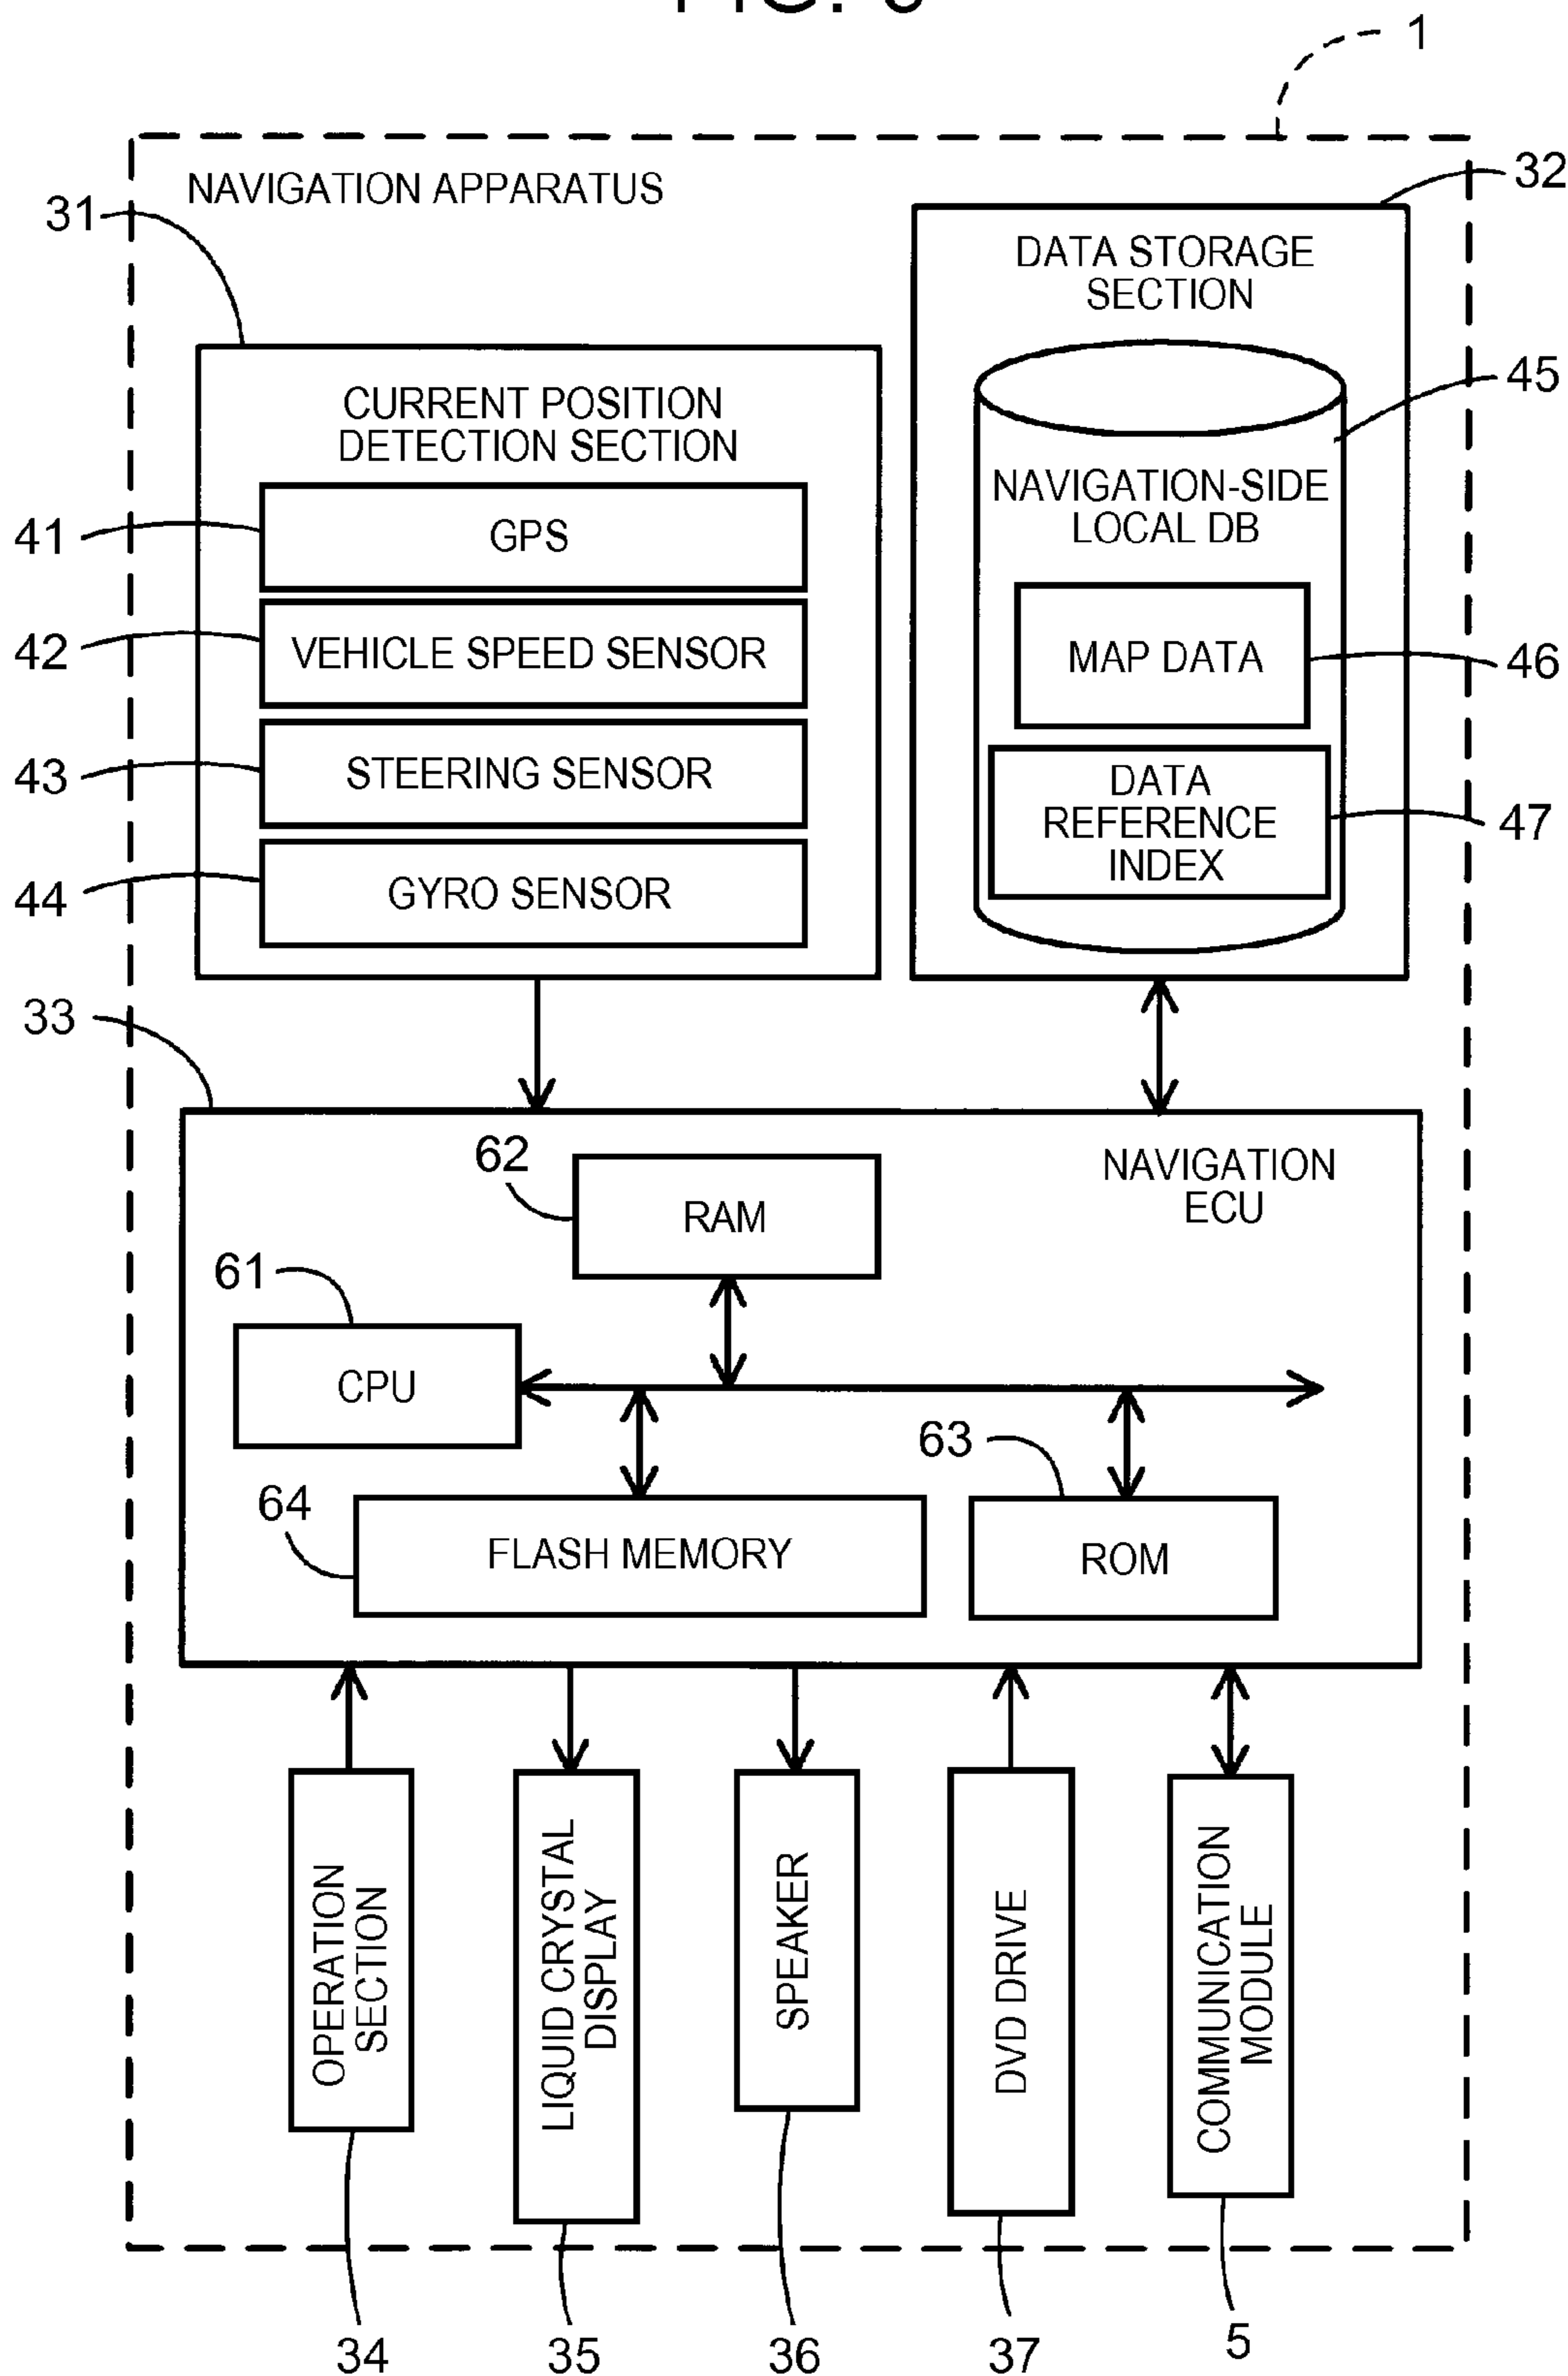 1
NAVIGATION APPARATUS
31
32
DATA STORAGE
SECTION
CURRENT POSITION
DETECTION SECTION
45
NAVIGATION-SIDE
LOCAL DB
41
GPS
42
VEHICLE SPEED SENSOR
MAP DATA
46
43
STEERING SENSOR
DATA
REFERENCE
INDEX
47
44
GYRO SENSOR
33
NAVIGATION
ECU
62
RAM
61
CPU
63
64
FLASH MEMORY
ROM
OPERATION
SECTION
LIQUID CRYSTAL
DISPLAY
SPEAKER
DVD DRIVE
COMMUNICATION
MODULE
34
35
36
37
5